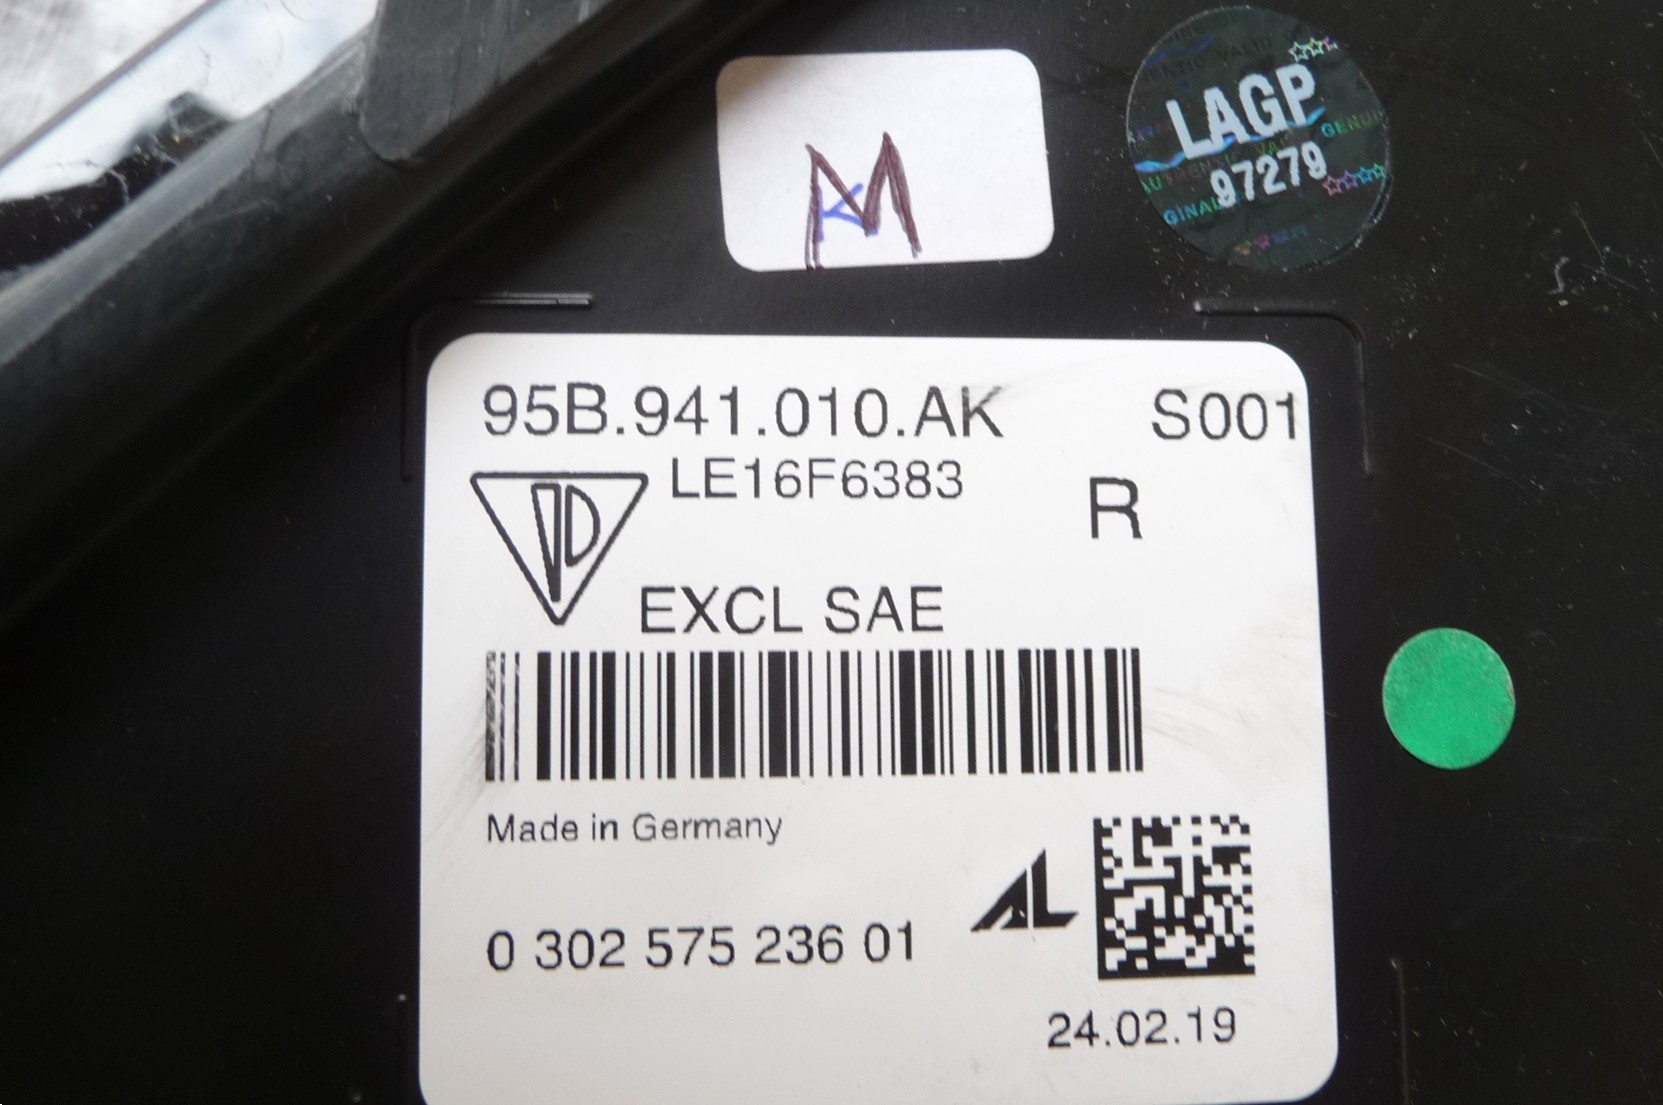 M
LAGP
97279
95B.941.010.AK S001
LE16F6383
R
EXCL SAE
Made in Germany
AL
0 302 575 236 01
24.02.19